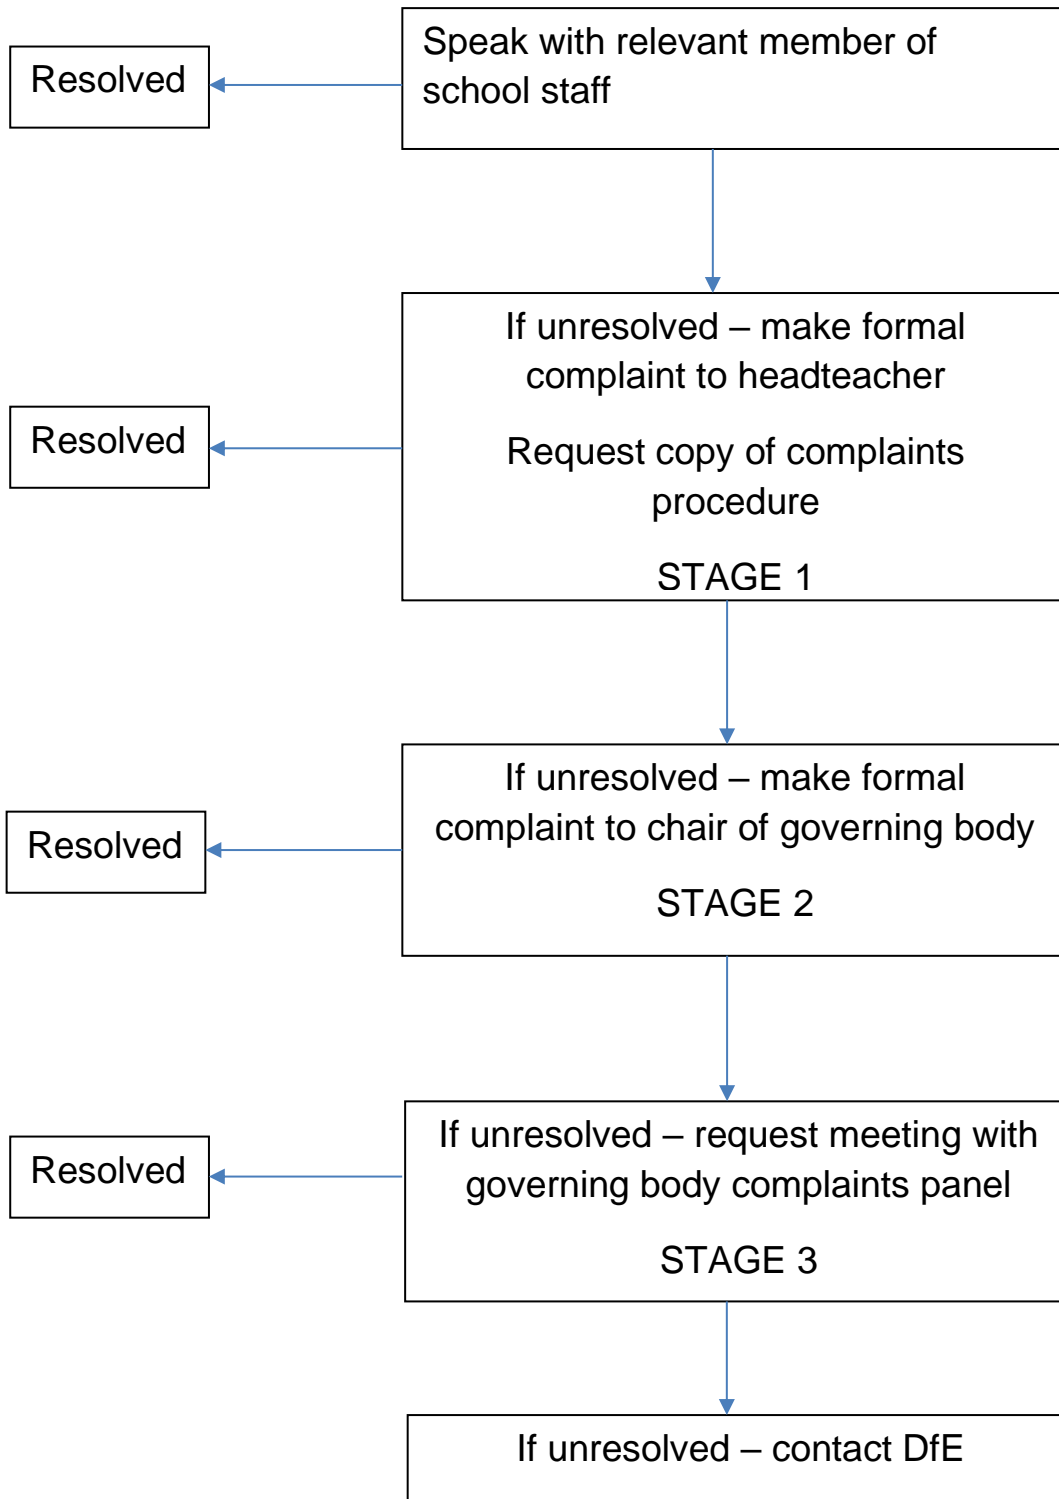 Speak with relevant member of
school staff
Resolved
If unresolved – make formal
complaint to headteacher
Request copy of complaints
procedure
STAGE 1
Resolved
If unresolved – make formal
complaint to chair of governing body
STAGE 2
Resolved
If unresolved – request meeting with
governing body complaints panel
STAGE 3
Resolved
If unresolved – contact DfE